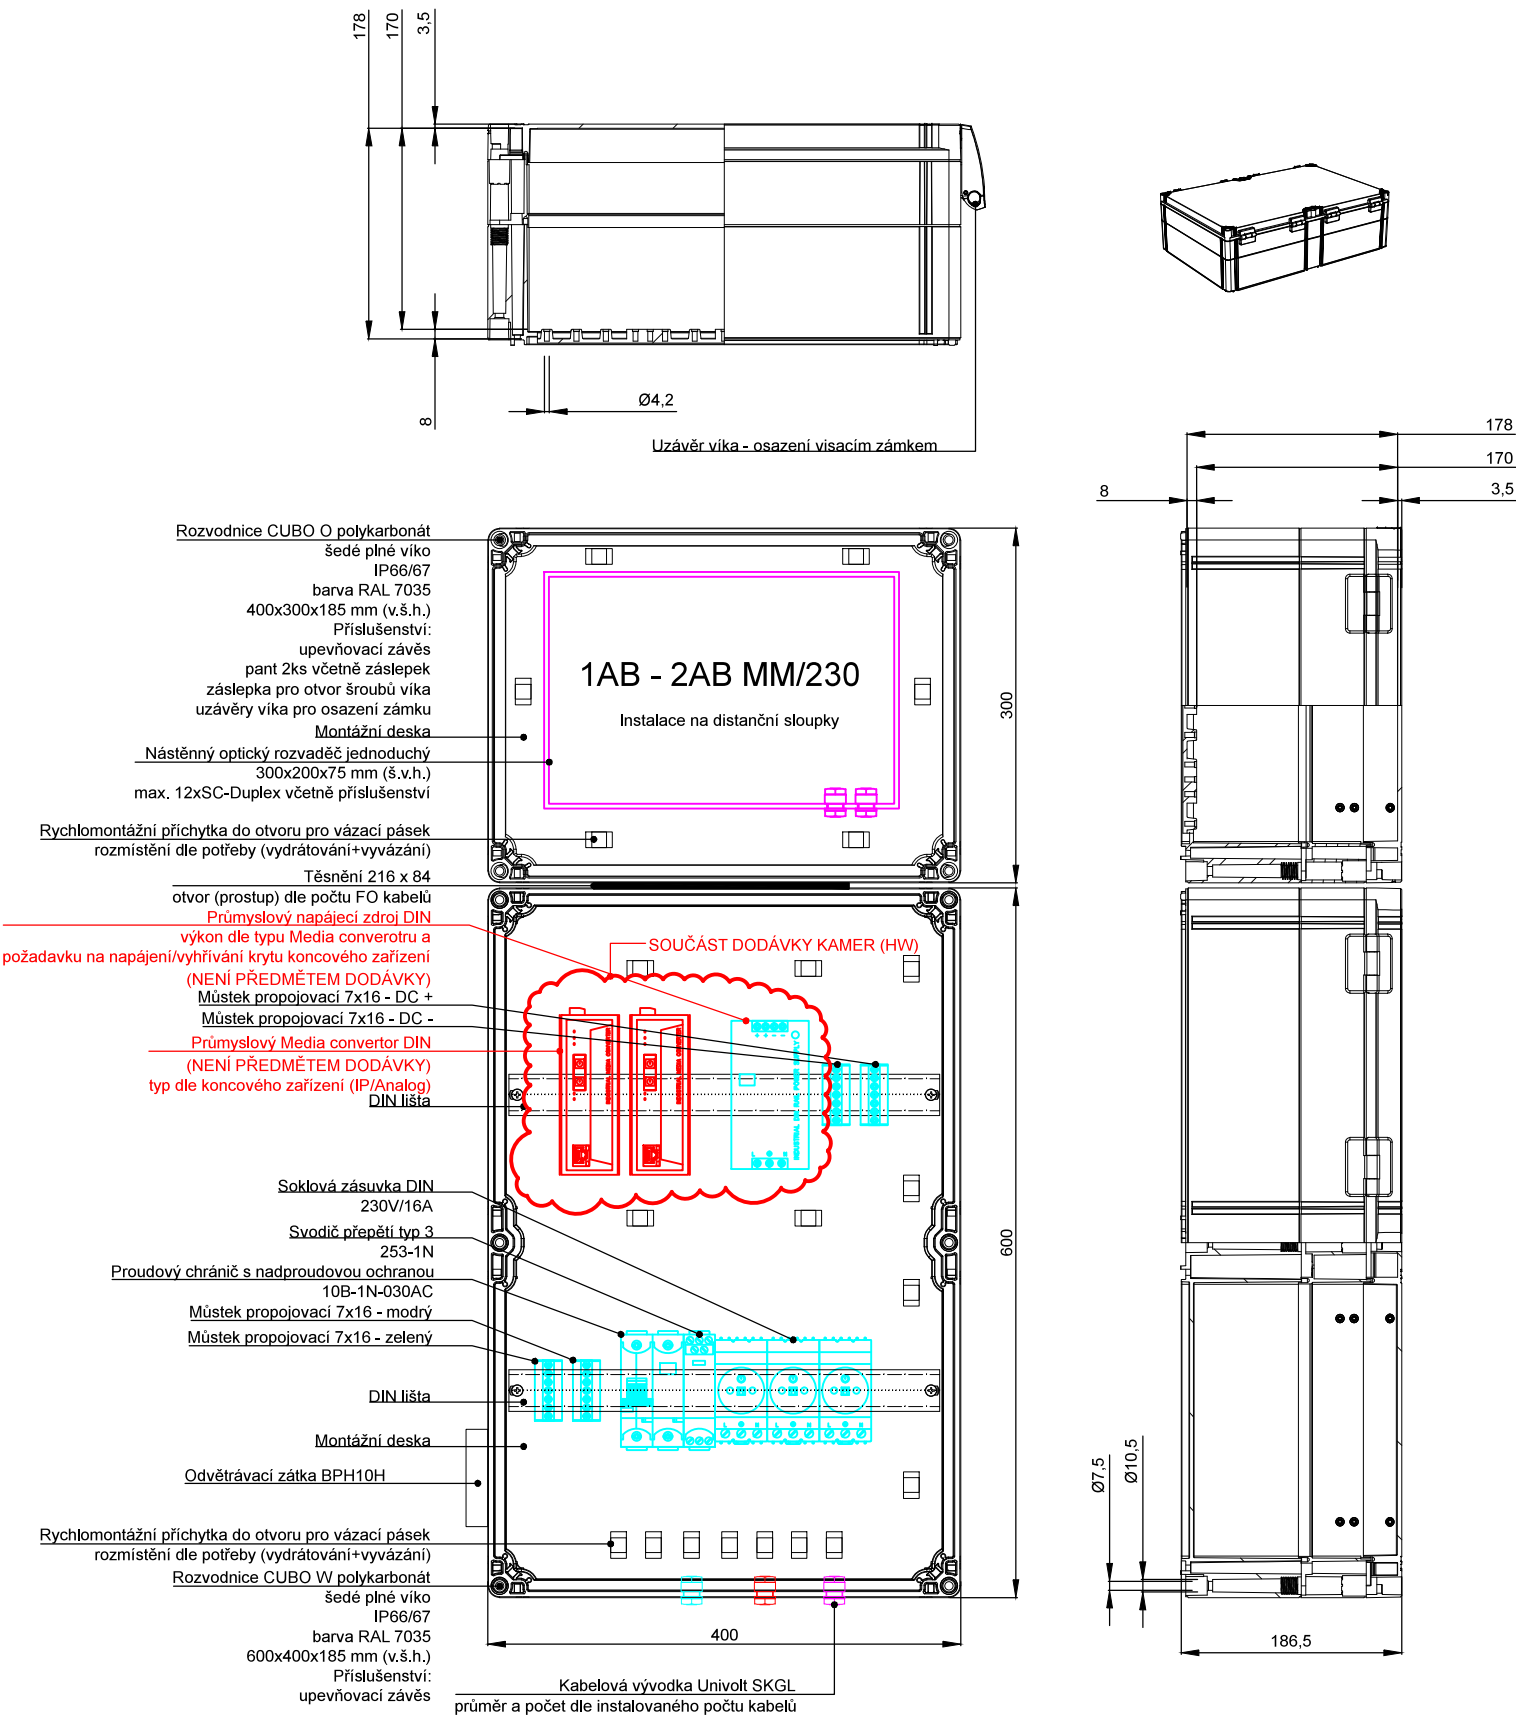 178
170
3,5
8
Ø4,2
Uzávěr víka - osazení visacím zámkem
178
170
3,5
8
Rozvodnice CUBO O polykarbonát
šedé plné víko
IP66/67
barva RAL 7035
400x300x185 mm (v.š.h.)
Příslušenství:
upevňovací závěs
pant 2ks včetně záslepek
záslepka pro otvor šroubů víka
uzávěry víka pro osazení zámku
Montážní deska
Nástěnný optický rozvaděč jednoduchý
300x200x75 mm (š.v.h.)
max. 12xSC-Duplex včetně příslušenství
Rychlomontážní příchytka do otvoru pro vázací pásek
rozmístění dle potřeby (vydrátování+vyvázání)
1AB - 2AB MM/230
Instalace na distanční sloupky
300
Těsnění 216 x 84
otvor (prostup) dle počtu FO kabelů
Průmyslový napájecí zdroj DIN
výkon dle typu Media converotru a
požadavku na napájení/vyhřívání krytu koncového zařízení
(NENÍ PŘEDMĚTEM DODÁVKY)
SOUČÁST DODÁVKY KAMER (HW)
Můstek propojovací 7x16 - DC +
Můstek propojovací 7x16 - DC -
Průmyslový Media convertor DIN
(NENÍ PŘEDMĚTEM DODÁVKY)
typ dle koncového zařízení (IP/Analog)
DIN lišta
INDUSTRIAL MEDIA CONVERTER
INDUSTRIAL MEDIA CONVERTER
INDUSTRIAL DIN RAIL POWER SUPPLY
Soklová zásuvka DIN
230V/16A
Svodič přepětí typ 3
253-1N
Proudový chránič s nadproudovou ochranou
10B-1N-030AC
Můstek propojovací 7x16 - modrý
Můstek propojovací 7x16 - zelený
DIN lišta
Montážní deska
Odvětrávací zátka BPH10H
Rychlomontážní příchytka do otvoru pro vázací pásek
rozmístění dle potřeby (vydrátování+vyvázání)
Rozvodnice CUBO W polykarbonát
šedé plné víko
IP66/67
barva RAL 7035
600x400x185 mm (v.š.h.)
Příslušenství:
upevňovací závěs
600
400
Kabelová vývodka Univolt SKGL
průměr a počet dle instalovaného počtu kabelů
Ø7,5
Ø10,5
186,5